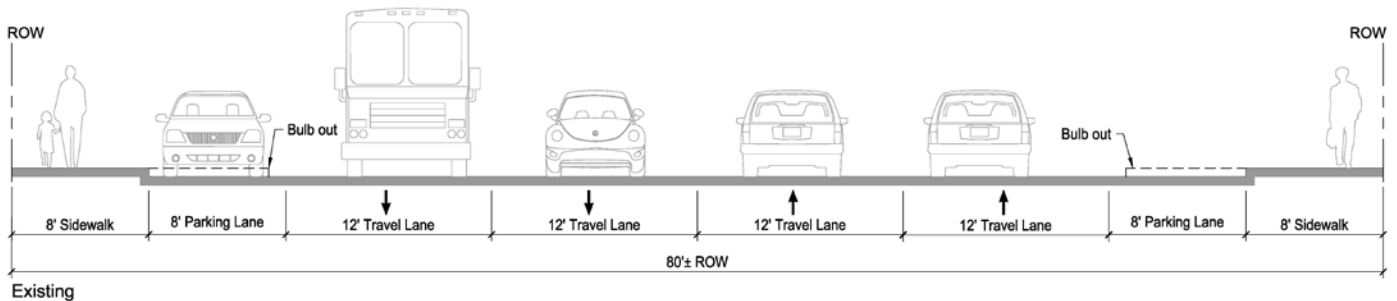 ROW
ROW
Bulb out
Bulb out
8' Sidewalk
8' Parking Lane
12' Travel Lane
12' Travel Lane
12' Travel Lane
12' Travel Lane
8' Parking Lane
8' Sidewalk
80'± ROW
Existing